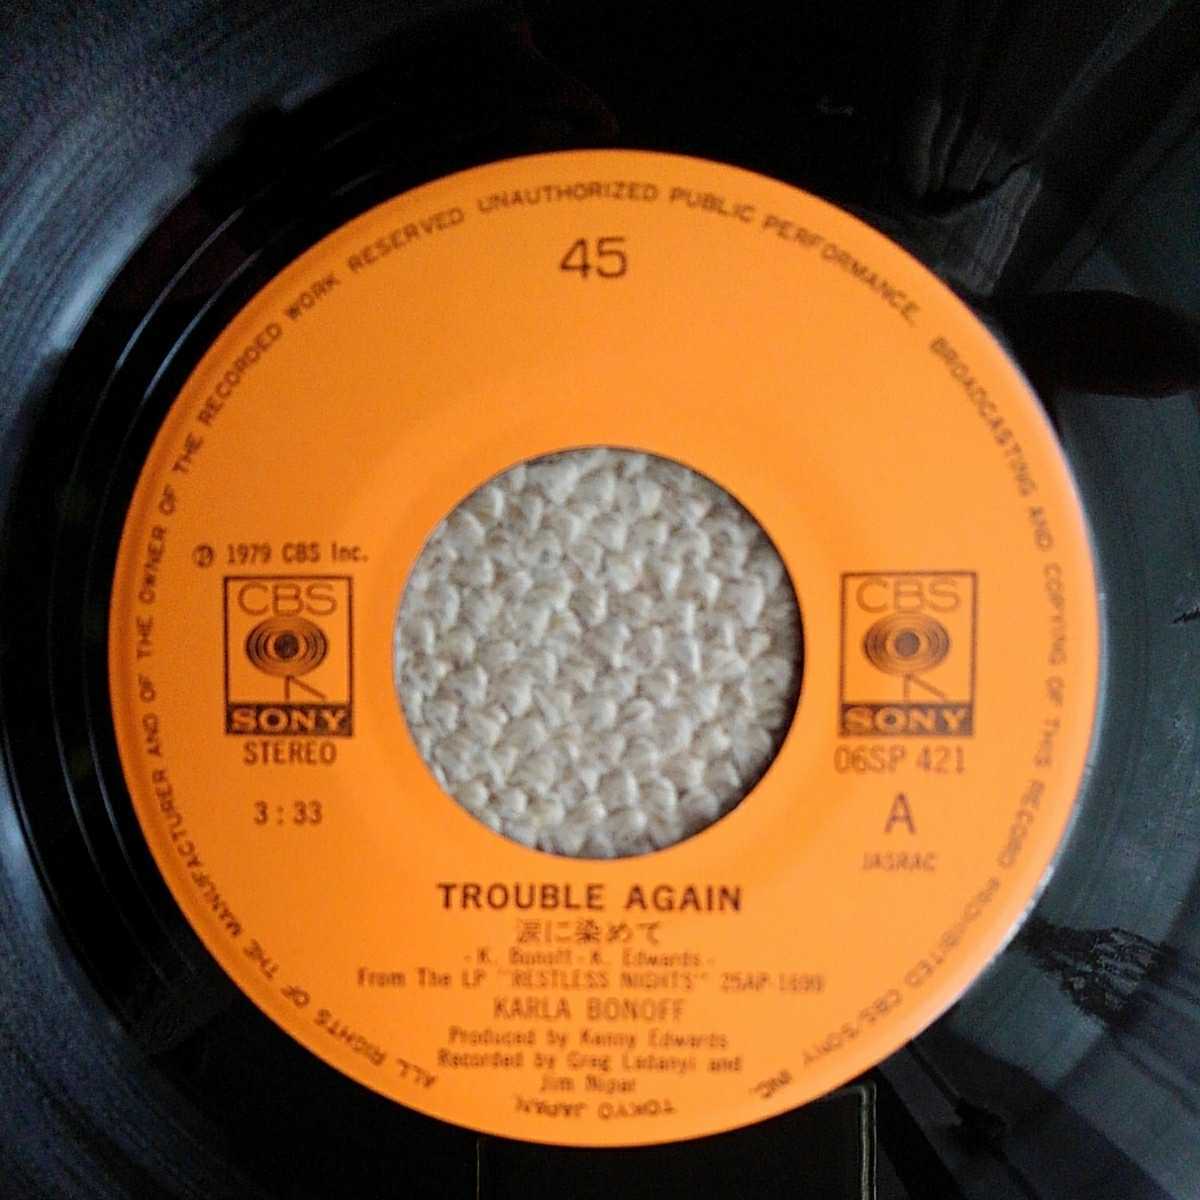 ALL RIGHTS OF THE MANUFACTURER AND OF THE OWNER OF THE RECORDED WORK RESERVED UNAUTHORIZED PUBLIC PERFORMANCE. BROADCASTING AND COPYING OF THIS RECORD PROHIBITED CBS/SONY INC. TOKYO JAPAN.
45
℗ 1979 CBS Inc.
CBS
SONY
STEREO
3:33
CBS
SONY
06SP 421
A
JASRAC
TROUBLE AGAIN
涙に染めて
- K. Bonoff - K. Edwards -
From The LP "RESTLESS NIGHTS" 25AP-1699
KARLA BONOFF
Produced by Kenny Edwards
Recorded by Greg Ladanyi and
Jim Nipar